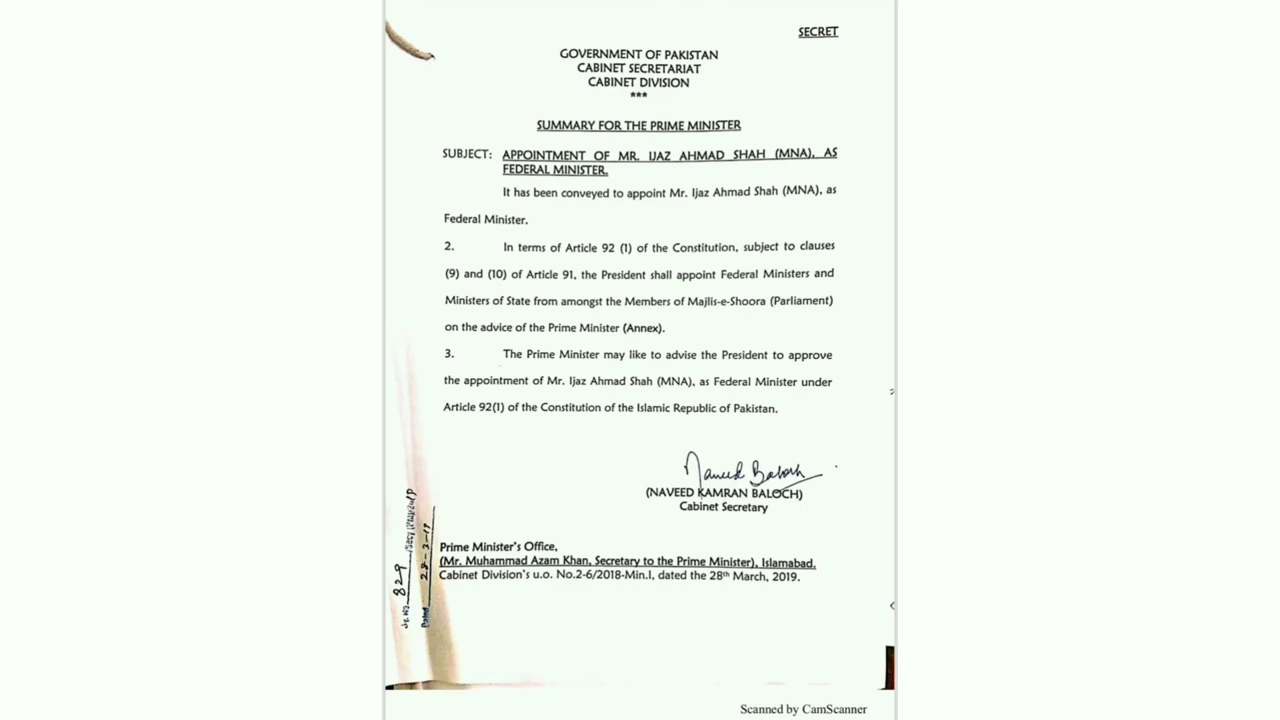 SECRET
GOVERNMENT OF PAKISTAN
CABINET SECRETARIAT
CABINET DIVISION
***
SUMMARY FOR THE PRIME MINISTER
SUBJECT: APPOINTMENT OF MR. IJAZ AHMAD SHAH (MNA), AS
FEDERAL MINISTER.
It has been conveyed to appoint Mr. Ijaz Ahmad Shah (MNA), as
Federal Minister.
2. In terms of Article 92 (1) of the Constitution, subject to clauses
(9) and (10) of Article 91, the President shall appoint Federal Ministers and
Ministers of State from amongst the Members of Majlis-e-Shoora (Parliament)
on the advice of the Prime Minister (Annex).
3. The Prime Minister may like to advise the President to approve
the appointment of Mr. Ijaz Ahmad Shah (MNA), as Federal Minister under
Article 92(1) of the Constitution of the Islamic Republic of Pakistan.
Naveed Baloch
(NAVEED KAMRAN BALOCH)
Cabinet Secretary
Prime Minister's Office,
(Mr. Muhammad Azam Khan, Secretary to the Prime Minister), Islamabad.
Cabinet Division's u.o. No.2-6/2018-Min.I, dated the 28th March, 2019.
829
Dated 28-3-19
Scanned by CamScanner